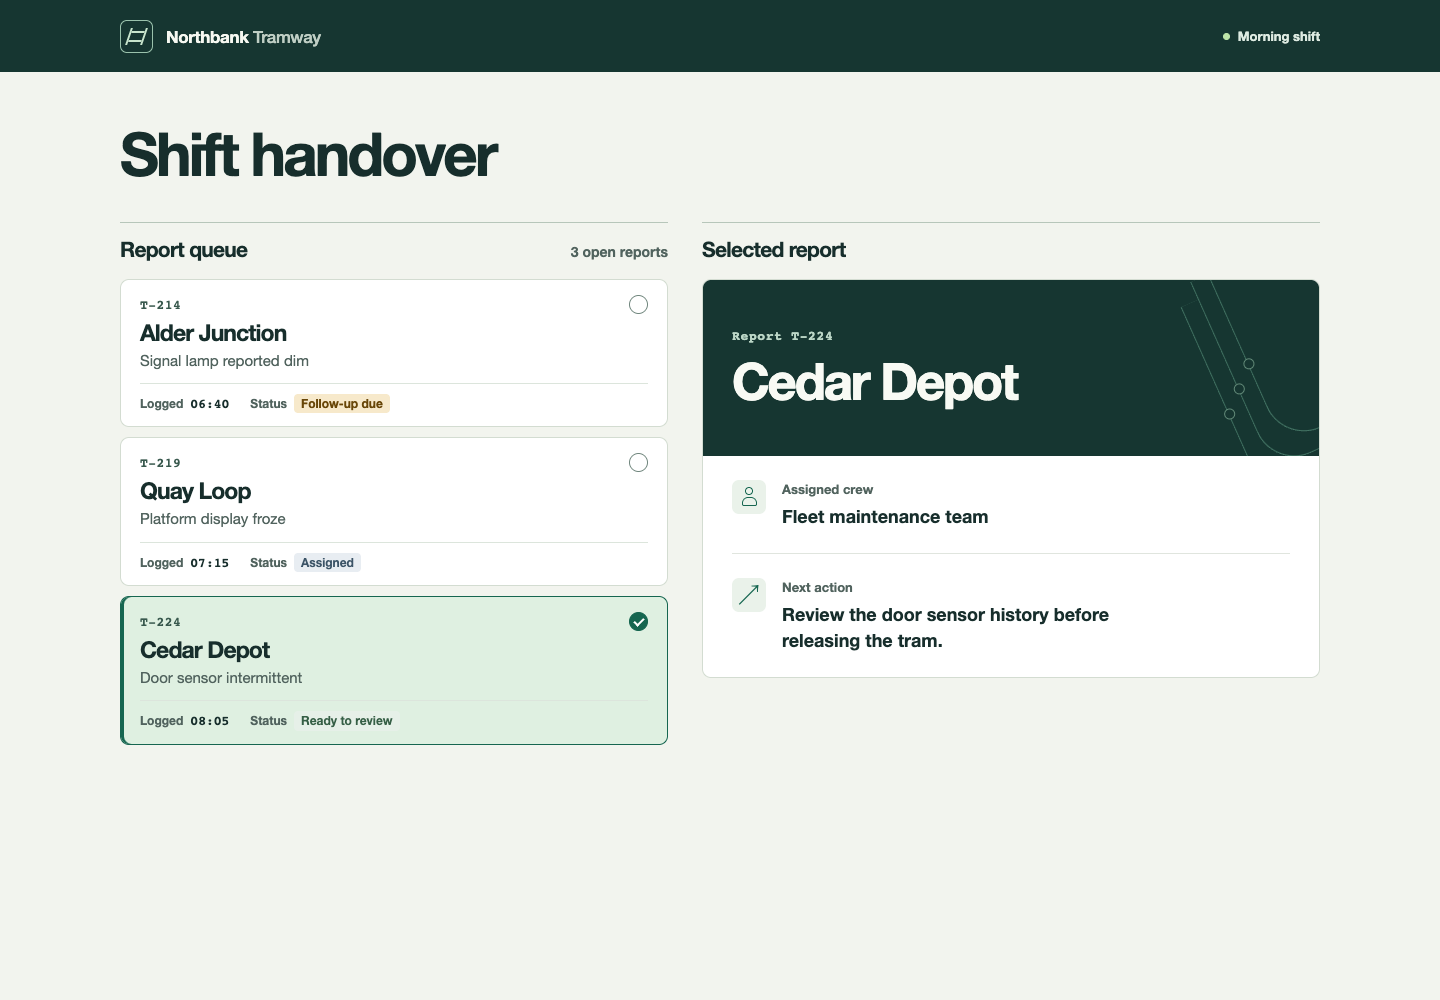 Northbank Tramway
Morning shift
Shift handover
Report queue
3 open reports
T-214
Alder Junction
Signal lamp reported dim
Logged 06:40 Status Follow-up due
T-219
Quay Loop
Platform display froze
Logged 07:15 Status Assigned
T-224
Cedar Depot
Door sensor intermittent
Logged 08:05 Status Ready to review
Selected report
Report T-224
Cedar Depot
Assigned crew
Fleet maintenance team
Next action
Review the door sensor history before
releasing the tram.